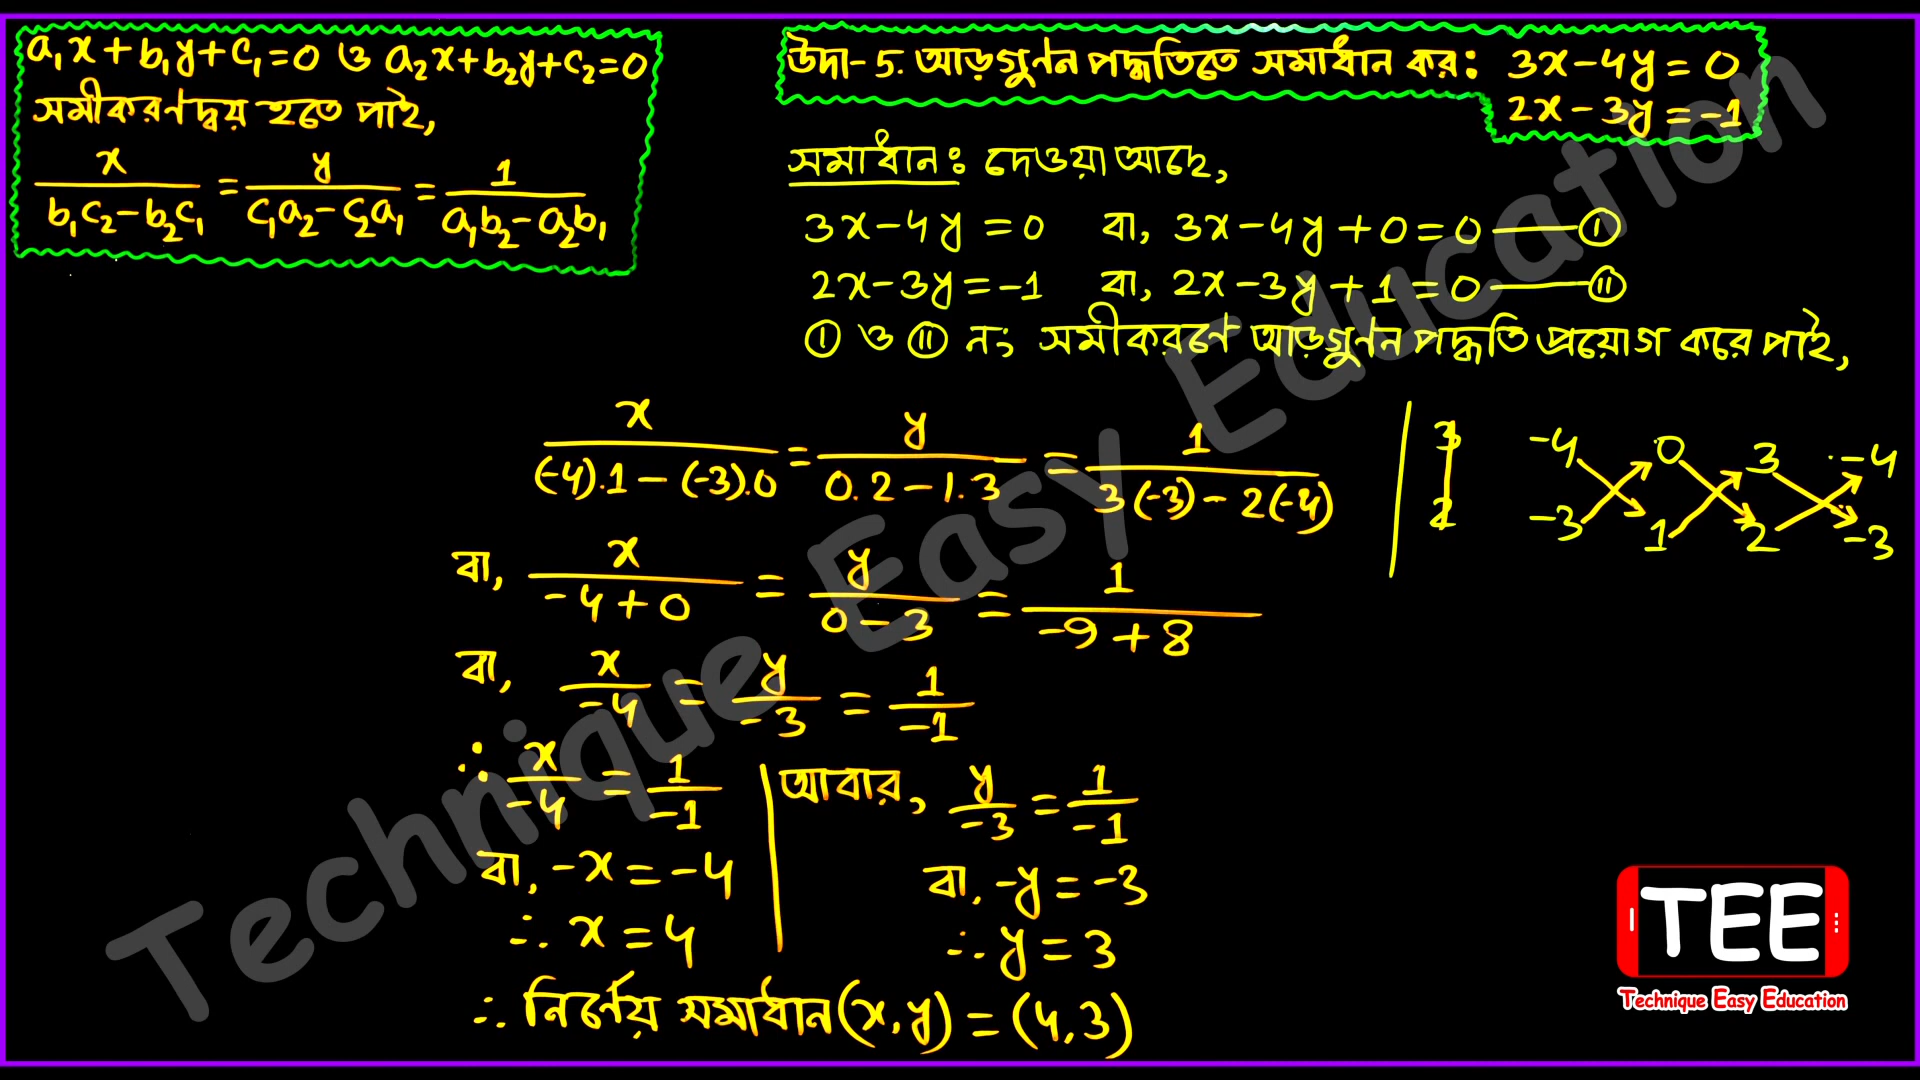 a₁x+b₁y+c₁=0 ও a₂x+b₂y+c₂=0
সমীকরণদ্বয় হতে পাই,
x/(b₁c₂-b₂c₁) = y/(c₁a₂-c₂a₁) = 1/(a₁b₂-a₂b₁)
উদা-5. আড়গুণন পদ্ধতিতে সমাধান কর: 3x-4y=0
2x-3y=-1
সমাধানঃ দেওয়া আছে,
3x-4y=0 বা, 3x-4y+0=0 — (i)
2x-3y=-1 বা, 2x-3y+1=0 — (ii)
(i) ও (ii) নং সমীকরণে আড়গুণন পদ্ধতি প্রয়োগ করে পাই,
x/((-4).1-(-3).0) = y/(0.2-1.3) = 1/(3(-3)-2(-4))
3 -4 0 3 -4
2 -3 1 2 -3
বা, x/(-4+0) = y/(0-3) = 1/(-9+8)
বা, x/-4 = y/-3 = 1/-1
∴ x/-4 = 1/-1
বা, -x=-4
∴ x=4
আবার, y/-3 = 1/-1
বা, -y=-3
∴ y=3
∴ নির্ণেয় সমাধান (x,y)=(4,3)
TEE
Technique Easy Education
Technique Easy Education